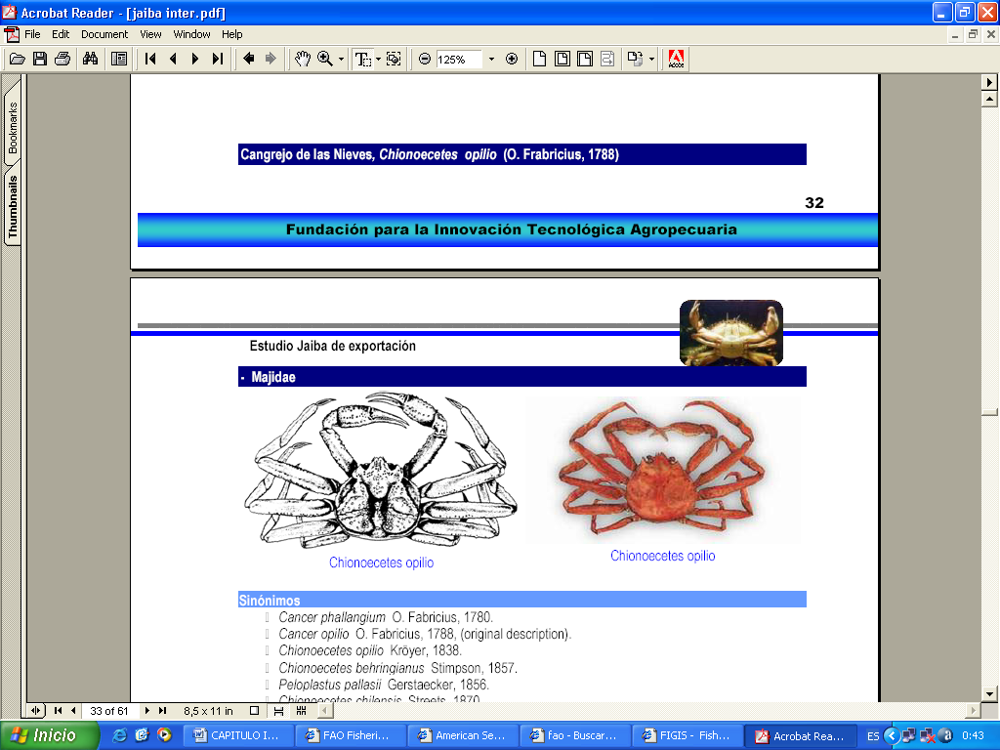 Acrobat Reader - [jaiba inter.pdf]
File Edit Document View Window Help
125%
Adobe
Bookmarks
Thumbnails
Cangrejo de las Nieves, Chionoecetes opilio (O. Frabricius, 1788)
32
Fundación para la Innovación Tecnológica Agropecuaria
Estudio Jaiba de exportación
- Majidae
Chionoecetes opilio
Chionoecetes opilio
Sinónimos
Cancer phallangium O. Fabricius, 1780.
Cancer opilio O. Fabricius, 1788, (original description).
Chionoecetes opilio Kröyer, 1838.
Chionoecetes behringianus Stimpson, 1857.
Peloplastus pallasii Gerstaecker, 1856.
Chionoecetes chilensis Streets, 1870
33 of 61
8,5 x 11 in
Inicio
CAPITULO I...
FAO Fisheri...
American Se...
fao - Buscar...
FIGIS - Fish...
Acrobat Rea...
ES
0:43